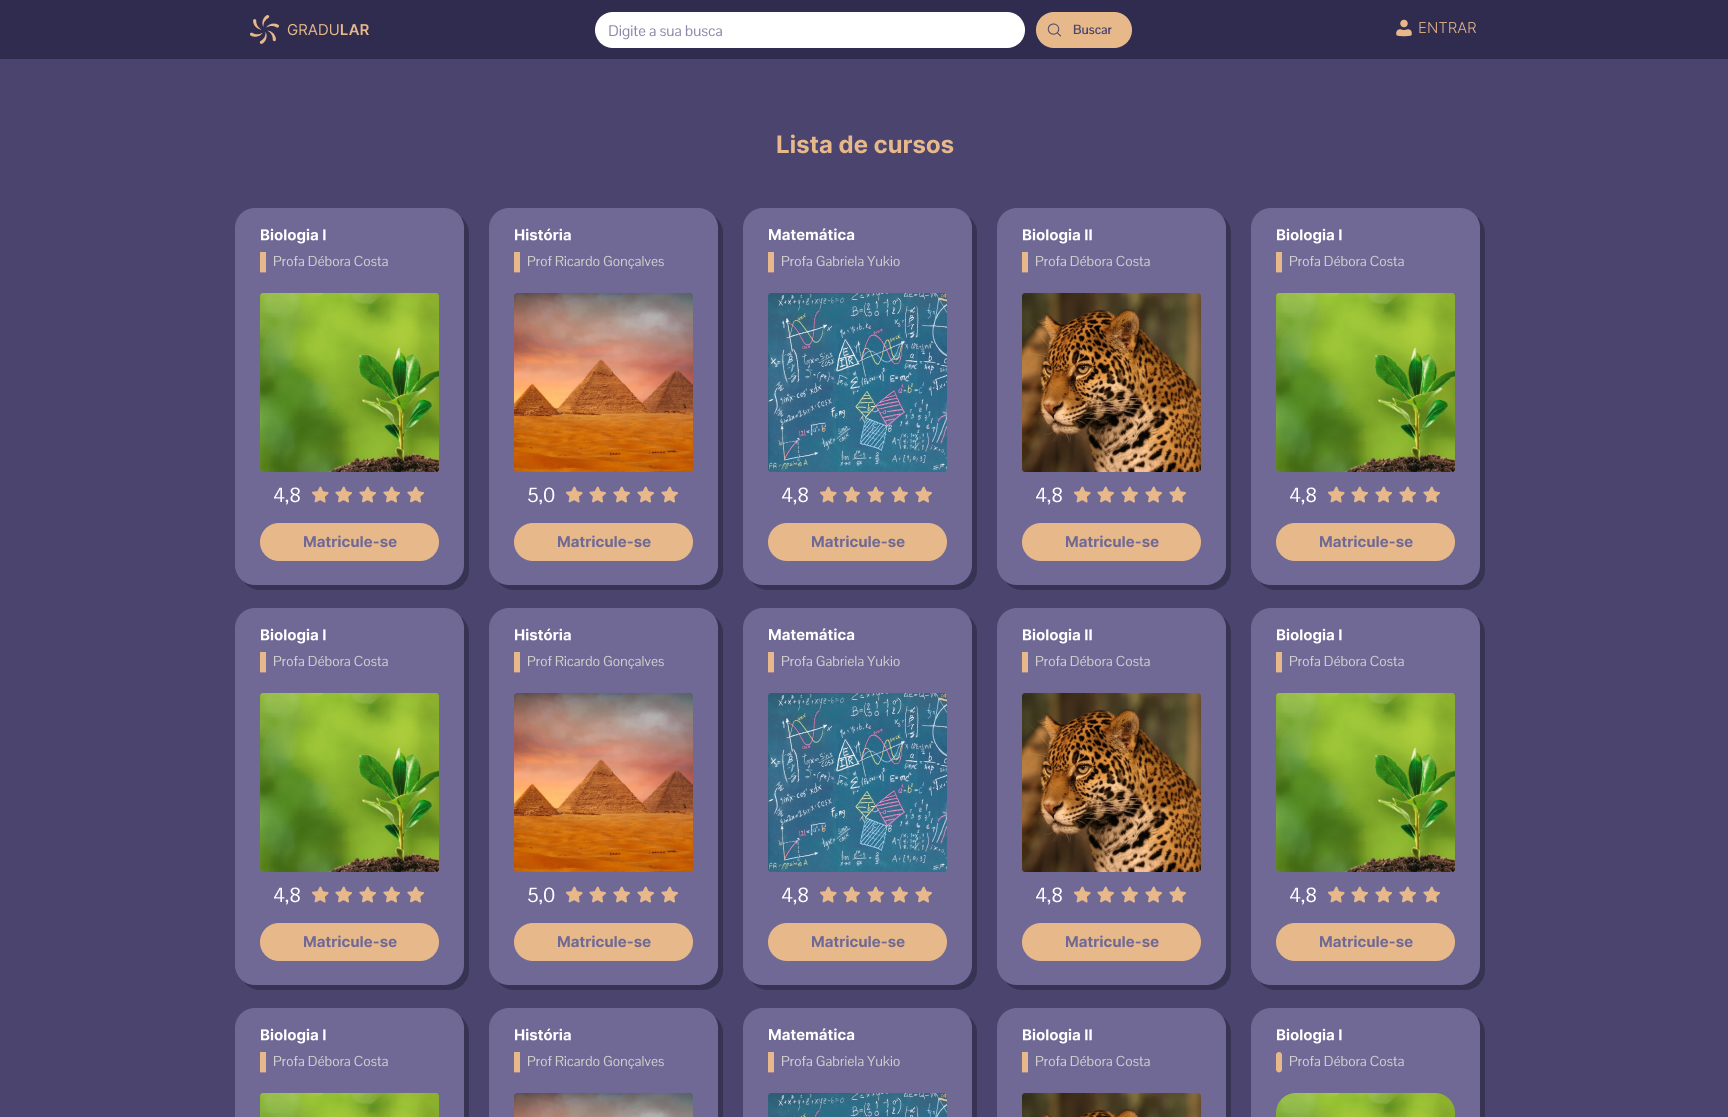 GRADULAR
Digite a sua busca
Buscar
ENTRAR
Lista de cursos
Biologia I
Profa Débora Costa
4,8
Matricule-se
História
Prof Ricardo Gonçalves
5,0
Matricule-se
Matemática
Profa Gabriela Yukio
4,8
Matricule-se
Biologia II
Profa Débora Costa
4,8
Matricule-se
Biologia I
Profa Débora Costa
4,8
Matricule-se
Biologia I
Profa Débora Costa
4,8
Matricule-se
História
Prof Ricardo Gonçalves
5,0
Matricule-se
Matemática
Profa Gabriela Yukio
4,8
Matricule-se
Biologia II
Profa Débora Costa
4,8
Matricule-se
Biologia I
Profa Débora Costa
4,8
Matricule-se
Biologia I
Profa Débora Costa
História
Prof Ricardo Gonçalves
Matemática
Profa Gabriela Yukio
Biologia II
Profa Débora Costa
Biologia I
Profa Débora Costa